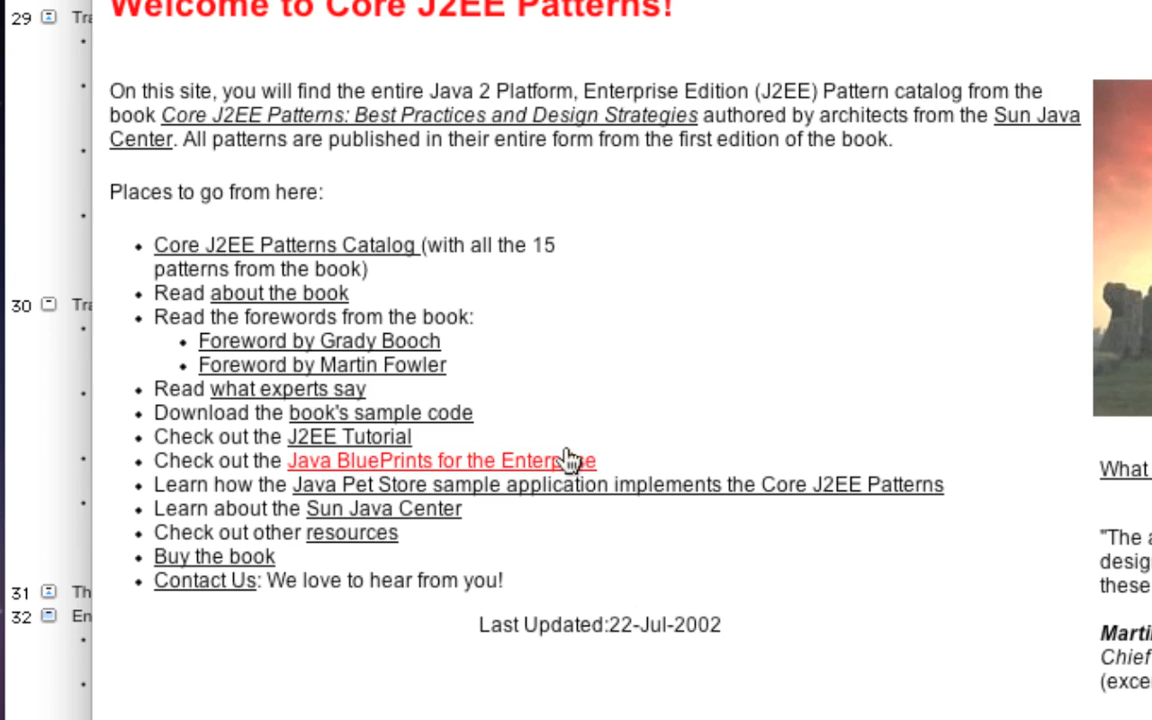 Welcome to Core J2EE Patterns!
29 Tra
On this site, you will find the entire Java 2 Platform, Enterprise Edition (J2EE) Pattern catalog from the
book Core J2EE Patterns: Best Practices and Design Strategies authored by architects from the Sun Java
Center. All patterns are published in their entire form from the first edition of the book.
Places to go from here:
Core J2EE Patterns Catalog (with all the 15
patterns from the book)
Read about the book
30 Tra
Read the forewords from the book:
Foreword by Grady Booch
Foreword by Martin Fowler
Read what experts say
Download the book's sample code
Check out the J2EE Tutorial
Check out the Java BluePrints for the Enterprise
Learn how the Java Pet Store sample application implements the Core J2EE Patterns
Learn about the Sun Java Center
Check out other resources
Buy the book
Contact Us: We love to hear from you!
31 Th
32 En
Last Updated:22-Jul-2002
What
"The a
desig
these
Marti
Chief
(exce